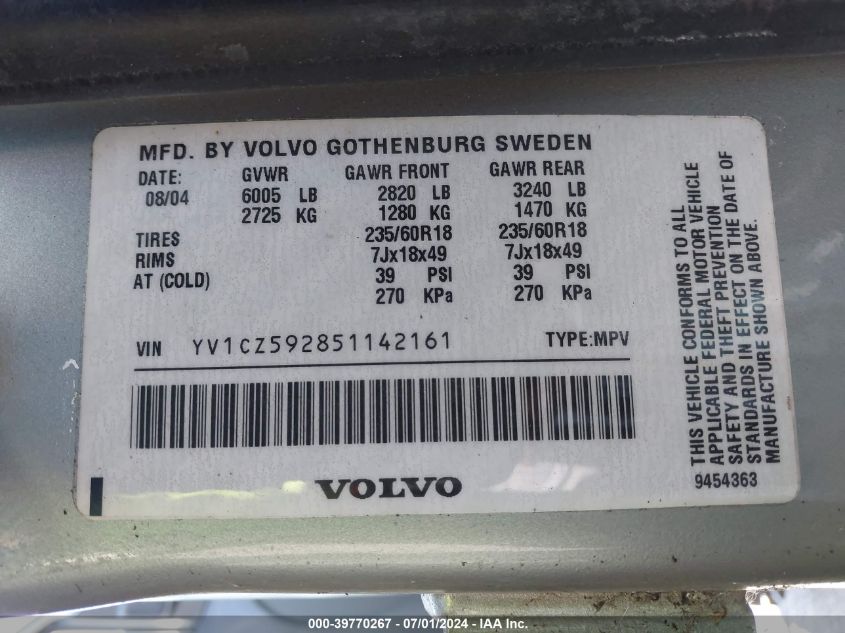 MFD. BY VOLVO GOTHENBURG SWEDEN
DATE: GVWR GAWR FRONT GAWR REAR
08/04 6005 LB 2820 LB 3240 LB
2725 KG 1280 KG 1470 KG
TIRES 235/60R18 235/60R18
RIMS 7Jx18x49 7Jx18x49
AT (COLD) 39 PSI 39 PSI
270 KPa 270 KPa
VIN YV1CZ592851142161 TYPE:MPV
VOLVO
THIS VEHICLE CONFORMS TO ALL
APPLICABLE FEDERAL MOTOR VEHICLE
SAFETY AND THEFT PREVENTION
STANDARDS IN EFFECT ON THE DATE OF
MANUFACTURE SHOWN ABOVE.
9454363
000-39770267 - 07/01/2024 - IAA Inc.